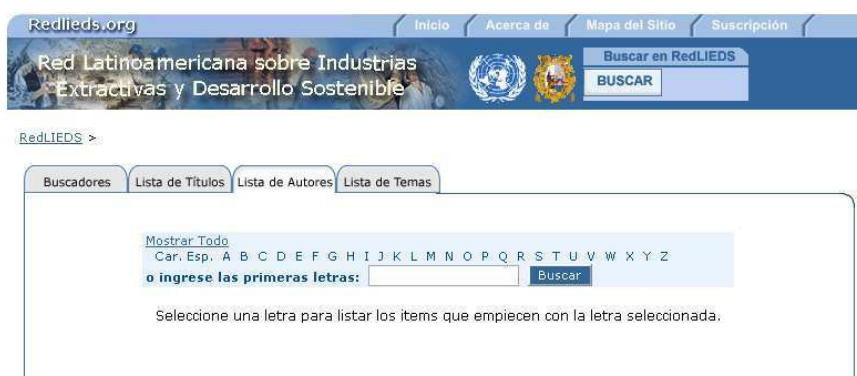 Redlieds.org
Inicio Acerca de Mapa del Sitio Suscripción
Red Latinoamericana sobre Industrias
Extractivas y Desarrollo Sostenible
Buscar en RedLIEDS
BUSCAR
RedLIEDS >
Buscadores Lista de Títulos Lista de Autores Lista de Temas
Mostrar Todo
Car. Esp. A B C D E F G H I J K L M N O P Q R S T U V W X Y Z
o ingrese las primeras letras: Buscar
Seleccione una letra para listar los items que empiecen con la letra seleccionada.